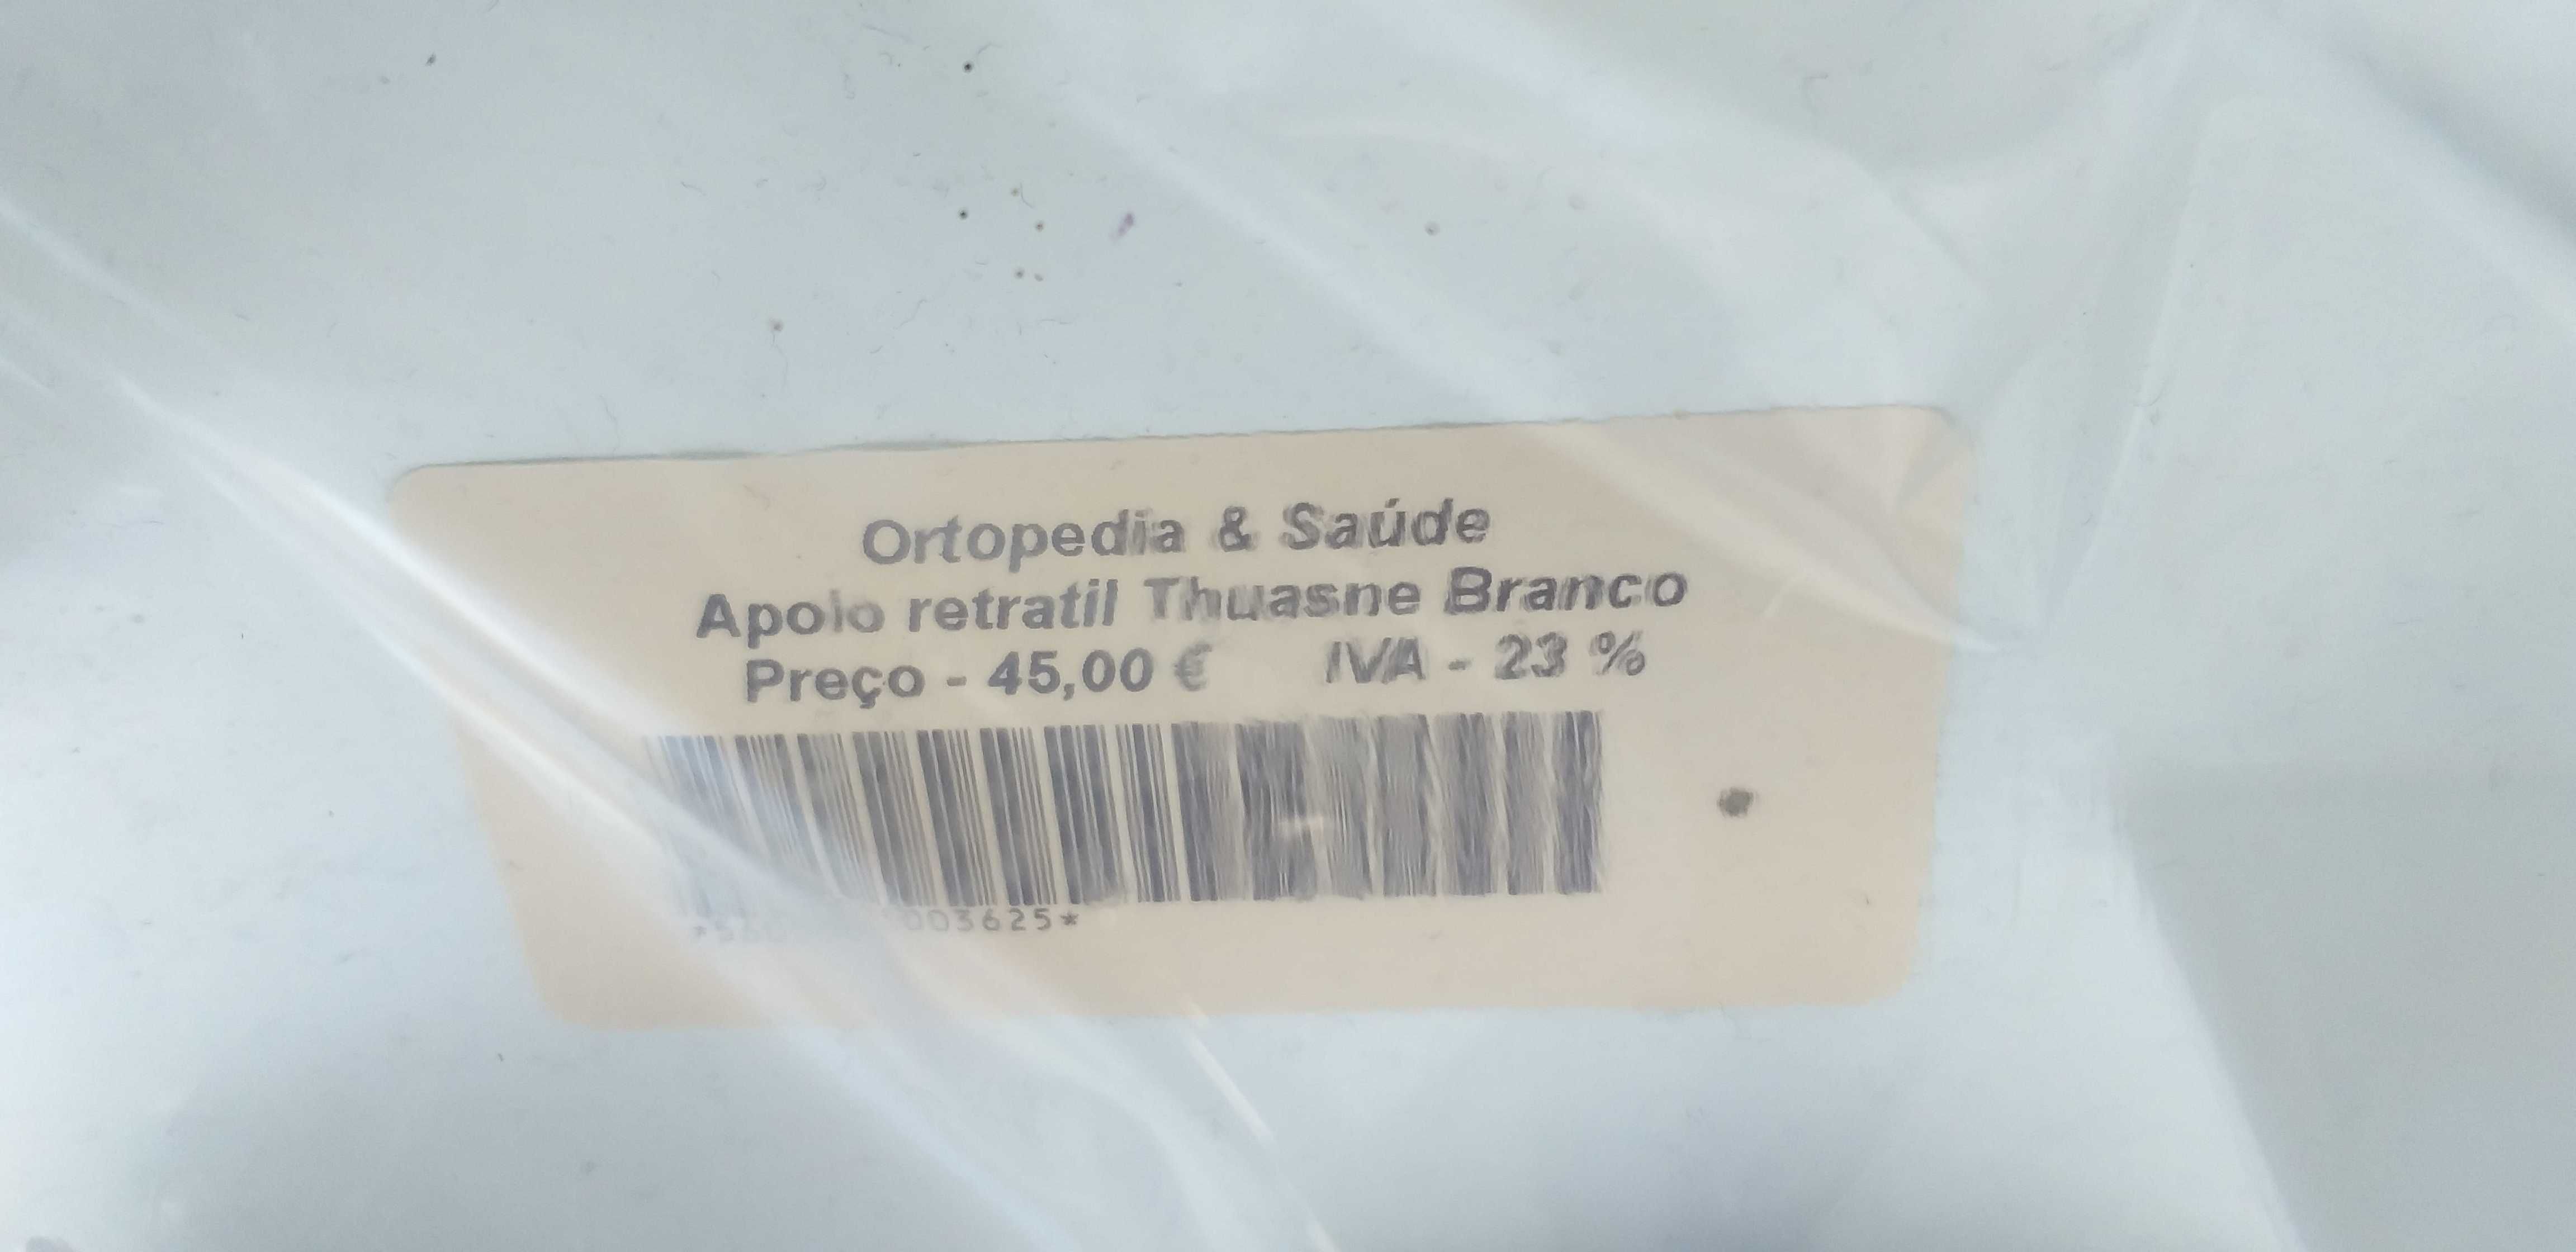 Ortopedia & Saúde
Apoio retratil Thuasne Branco
Preço - 45,00 € IVA - 23 %